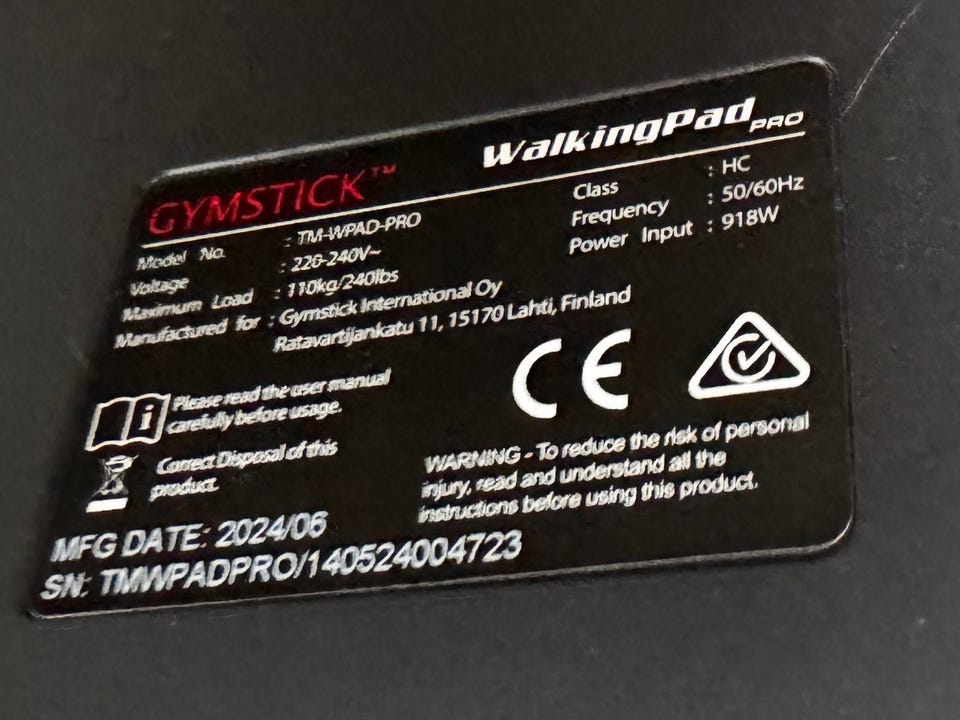 GYMSTICK™ WalkingPad PRO
Model No. : TM-WPAD-PRO
Voltage : 220-240V~
Maximum Load : 110kg/240lbs
Manufactured for : Gymstick International Oy
Ratavartijankatu 11, 15170 Lahti, Finland
Class : HC
Frequency : 50/60Hz
Power Input : 918W
CE
Please read the user manual
carefully before usage.
Correct Disposal of this
product.
WARNING - To reduce the risk of personal
injury, read and understand all the
instructions before using this product.
MFG DATE: 2024/06
SN: TMWPADPRO/140524004723